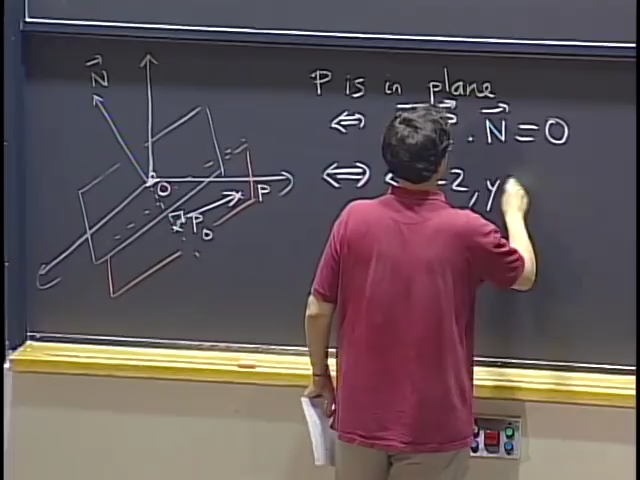 P is in plane
⇔ . N⃗ = 0
⇔ -2, y
N⃗
O
P
P₀